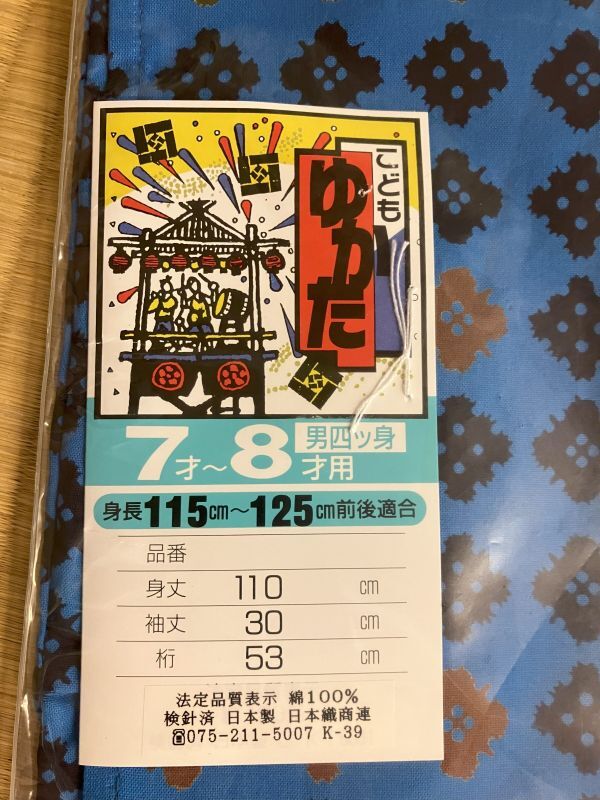 こども
ゆかた
7才～8才用
男四ッ身
身長115cm～125cm前後適合
品番
身丈 110 cm
袖丈 30 cm
桁 53 cm
法定品質表示 綿100%
検針済 日本製 日本織商連
☎075-211-5007 K-39